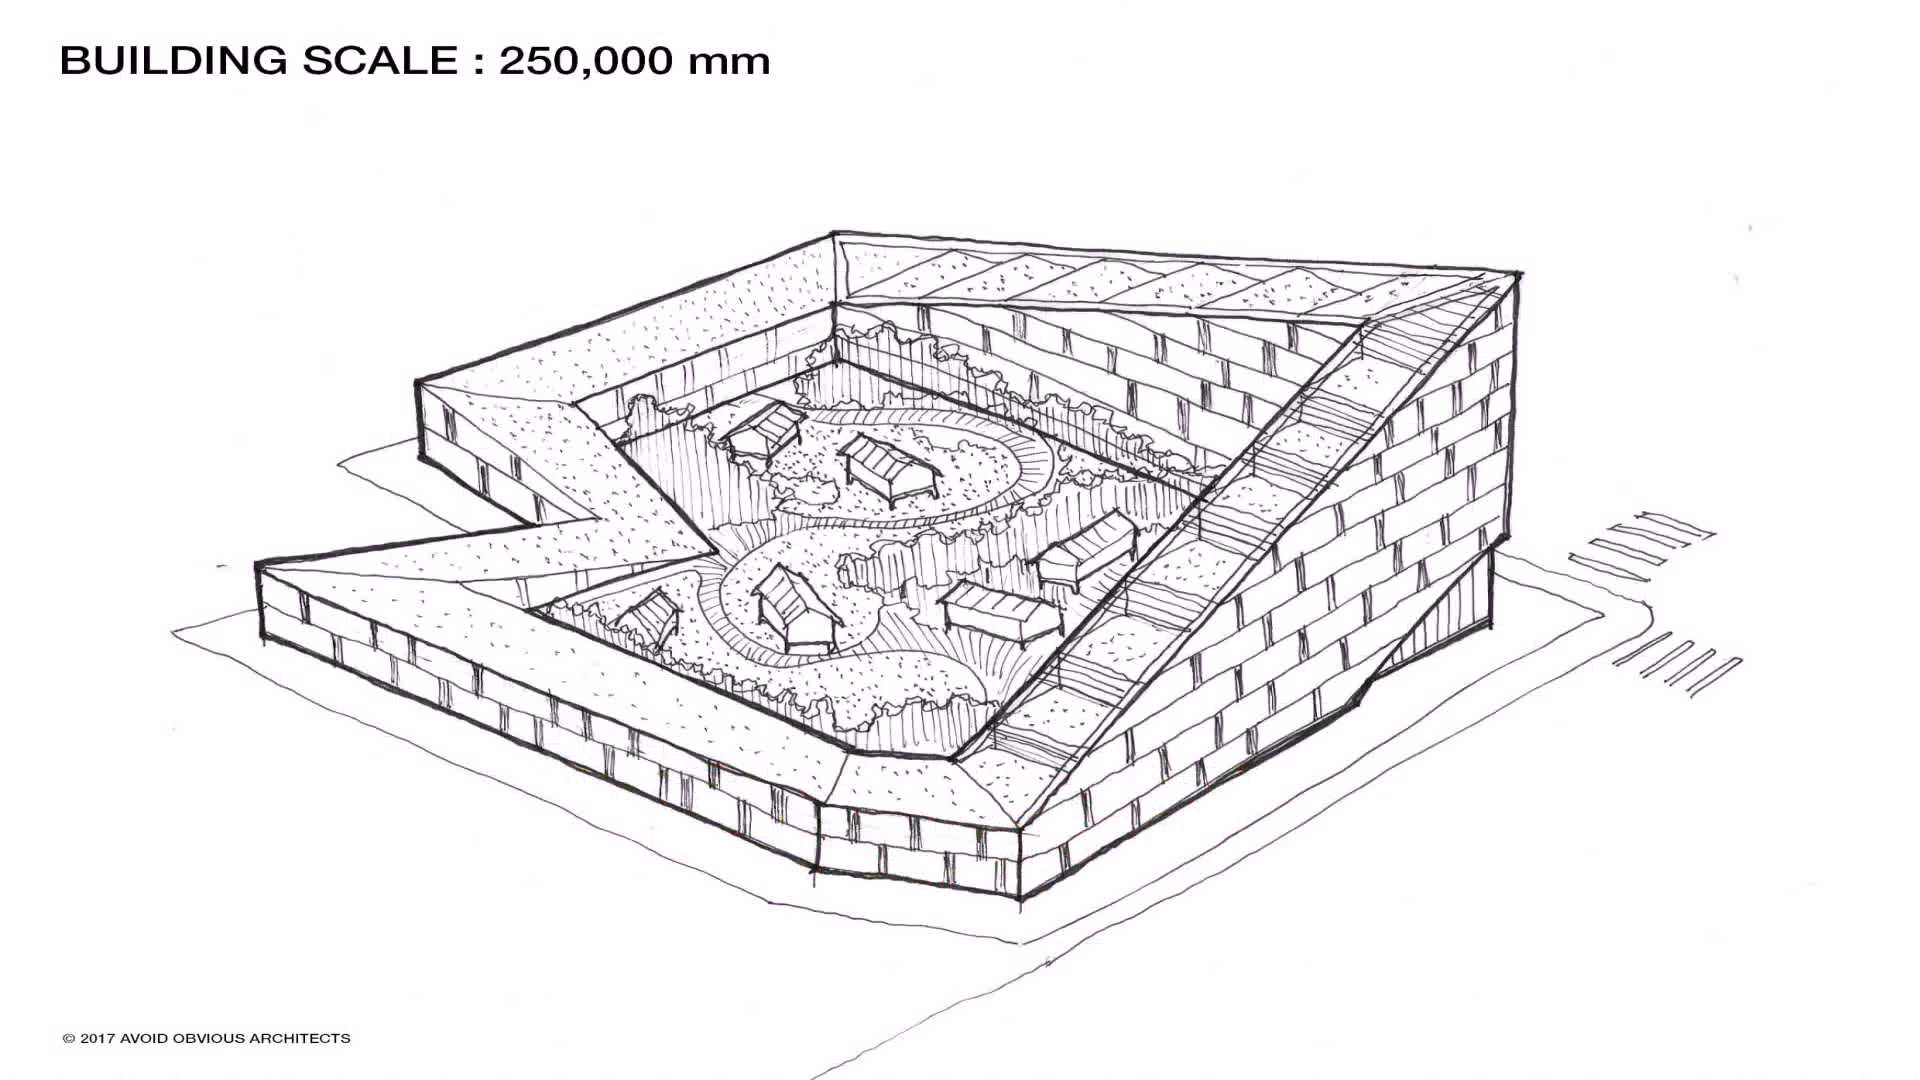 BUILDING SCALE : 250,000 mm
© 2017 AVOID OBVIOUS ARCHITECTS